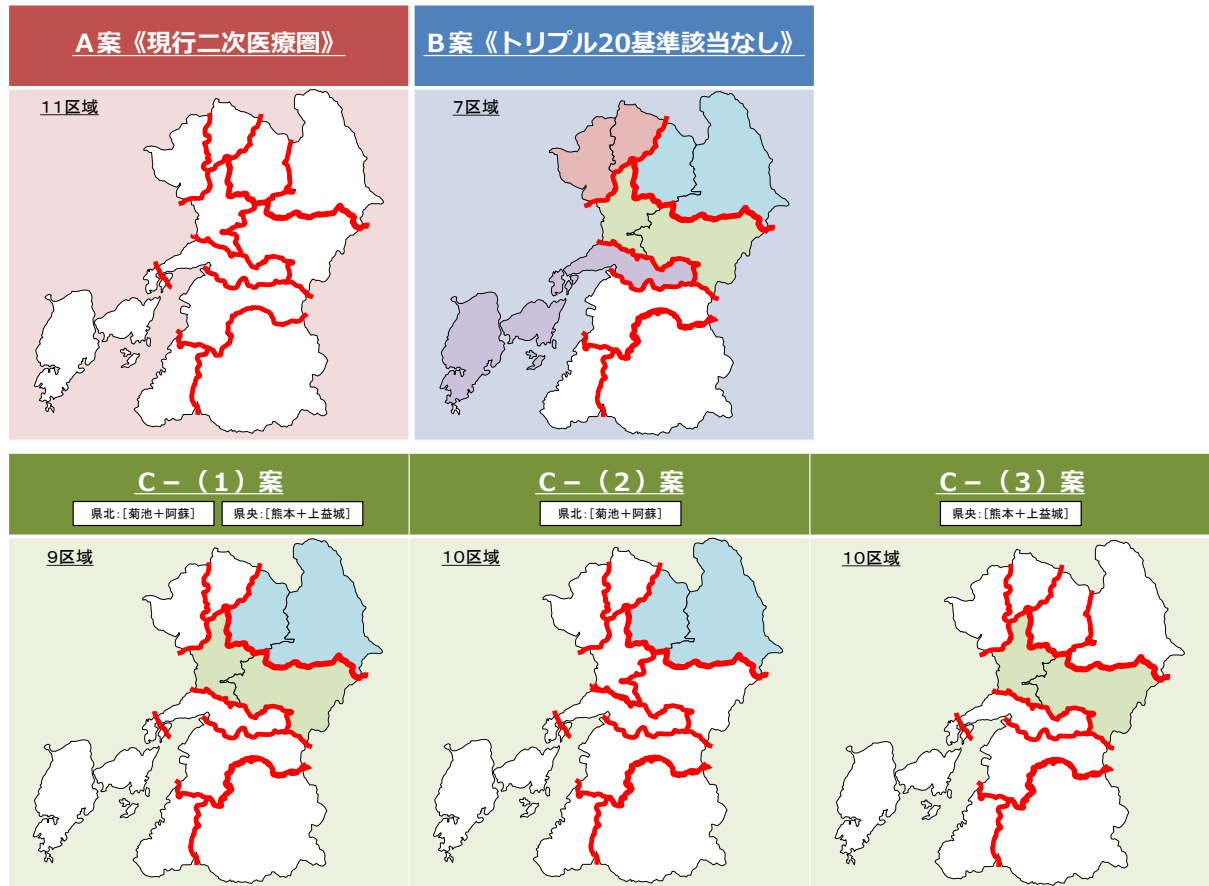 A案《現行二次医療圏》
B案《トリプル20基準該当なし》
11区域
7区域
C－（1）案
県北:[菊池＋阿蘇]
県央:[熊本＋上益城]
C－（2）案
県北:[菊池＋阿蘇]
C－（3）案
県央:[熊本＋上益城]
9区域
10区域
10区域